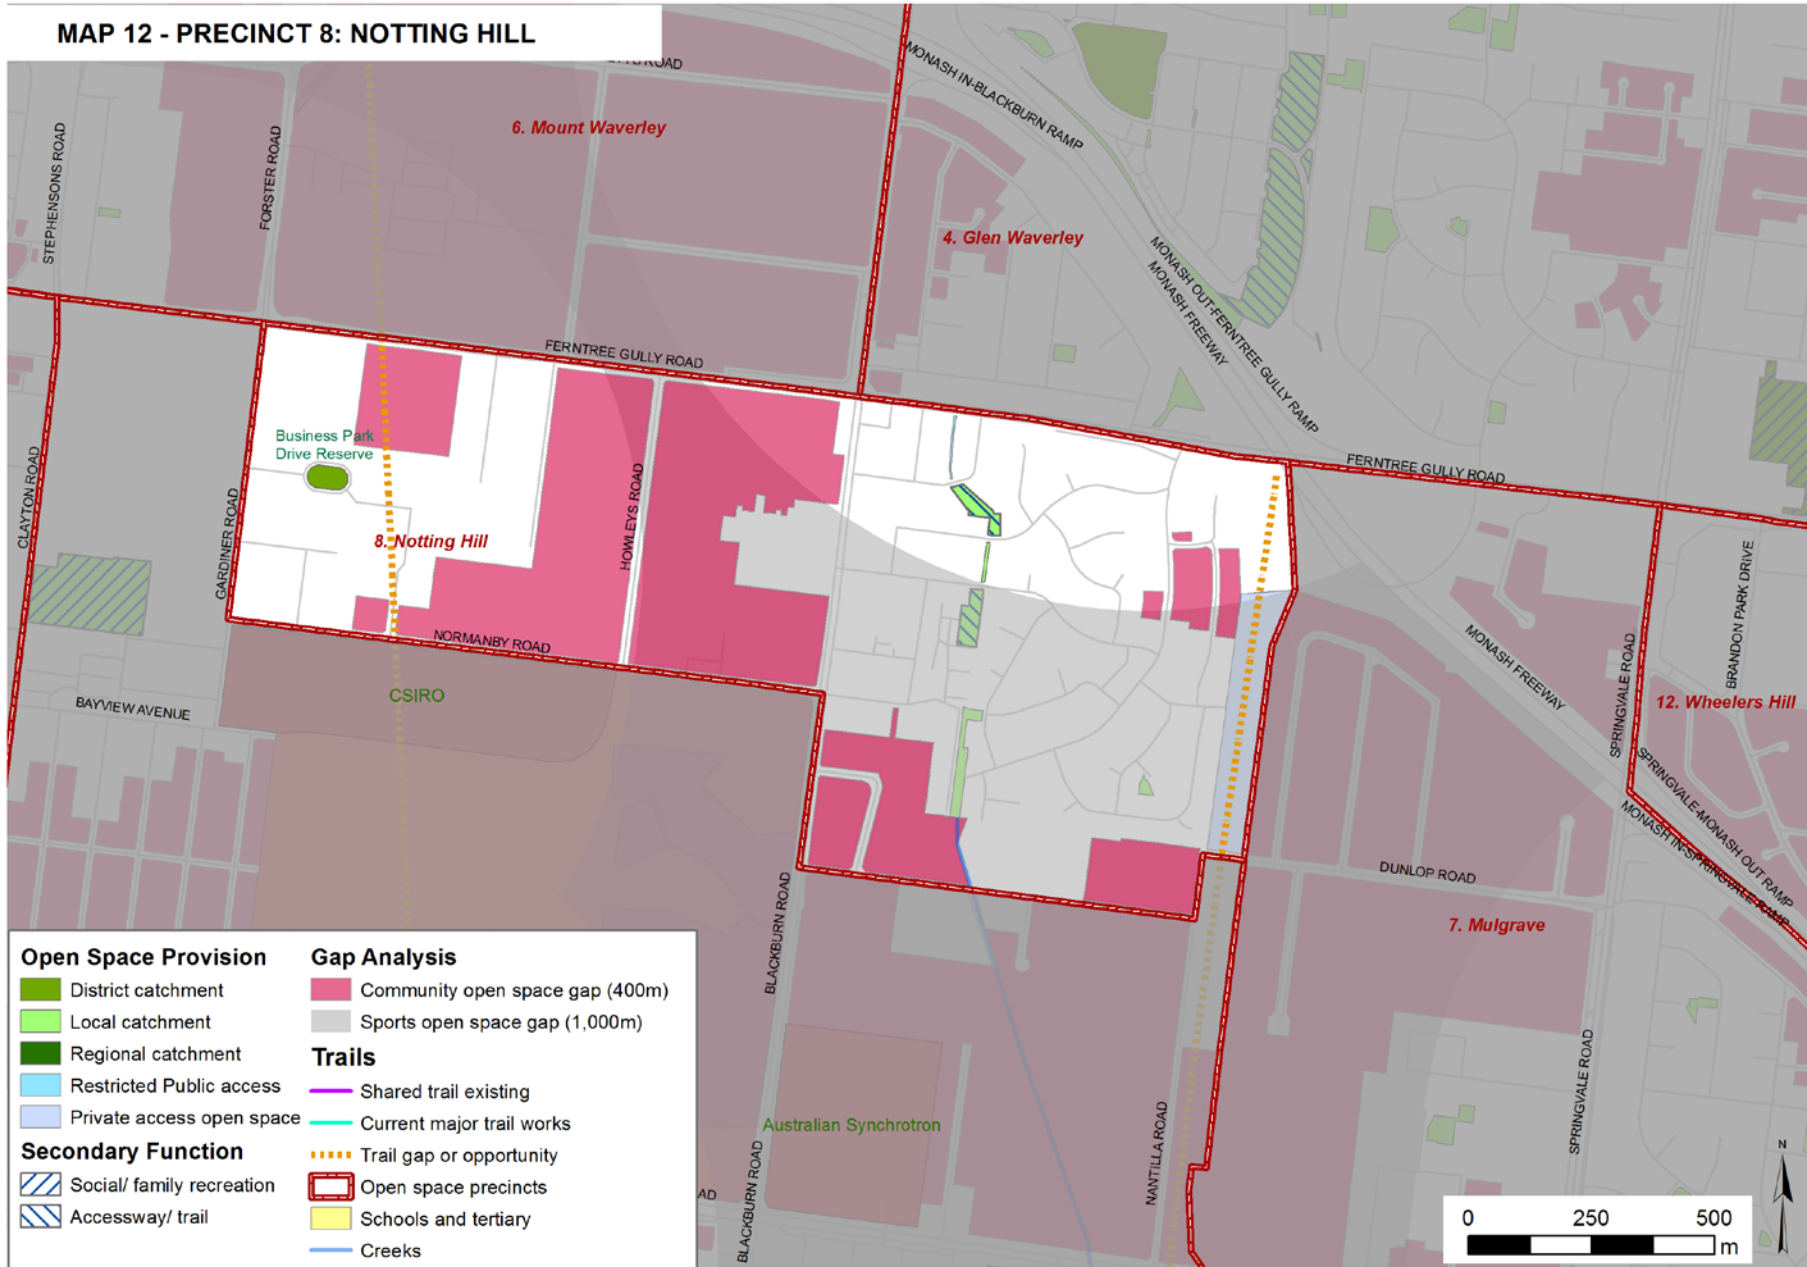 MAP 12 - PRECINCT 8: NOTTING HILL
STEPHENSONS ROAD
FORSTER ROAD
ROAD
6. Mount Waverley
MONASH IN-BLACKBURN RAMP
4. Glen Waverley
MONASH OUT-FERNTREE GULLY RAMP
MONASH FREEWAY
FERNTREE GULLY ROAD
FERNTREE GULLY ROAD
Business Park
Drive Reserve
CLAYTON ROAD
GARDINER ROAD
8. Notting Hill
HOWLEYS ROAD
NORMANBY ROAD
CSIRO
BAYVIEW AVENUE
BRANDON PARK DRIVE
MONASH FREEWAY
SPRINGVALE ROAD
12. Wheelers Hill
SPRINGVALE-MONASH OUT RAMP
MONASH IN-SPRINGVALE RAMP
DUNLOP ROAD
7. Mulgrave
BLACKBURN ROAD
Australian Synchrotron
NANTILLA ROAD
SPRINGVALE ROAD
BLACKBURN ROAD
AD
Open Space Provision
District catchment
Local catchment
Regional catchment
Restricted Public access
Private access open space
Secondary Function
Social/ family recreation
Accessway/ trail
Gap Analysis
Community open space gap (400m)
Sports open space gap (1,000m)
Trails
Shared trail existing
Current major trail works
Trail gap or opportunity
Open space precincts
Schools and tertiary
Creeks
N
0 250 500
m